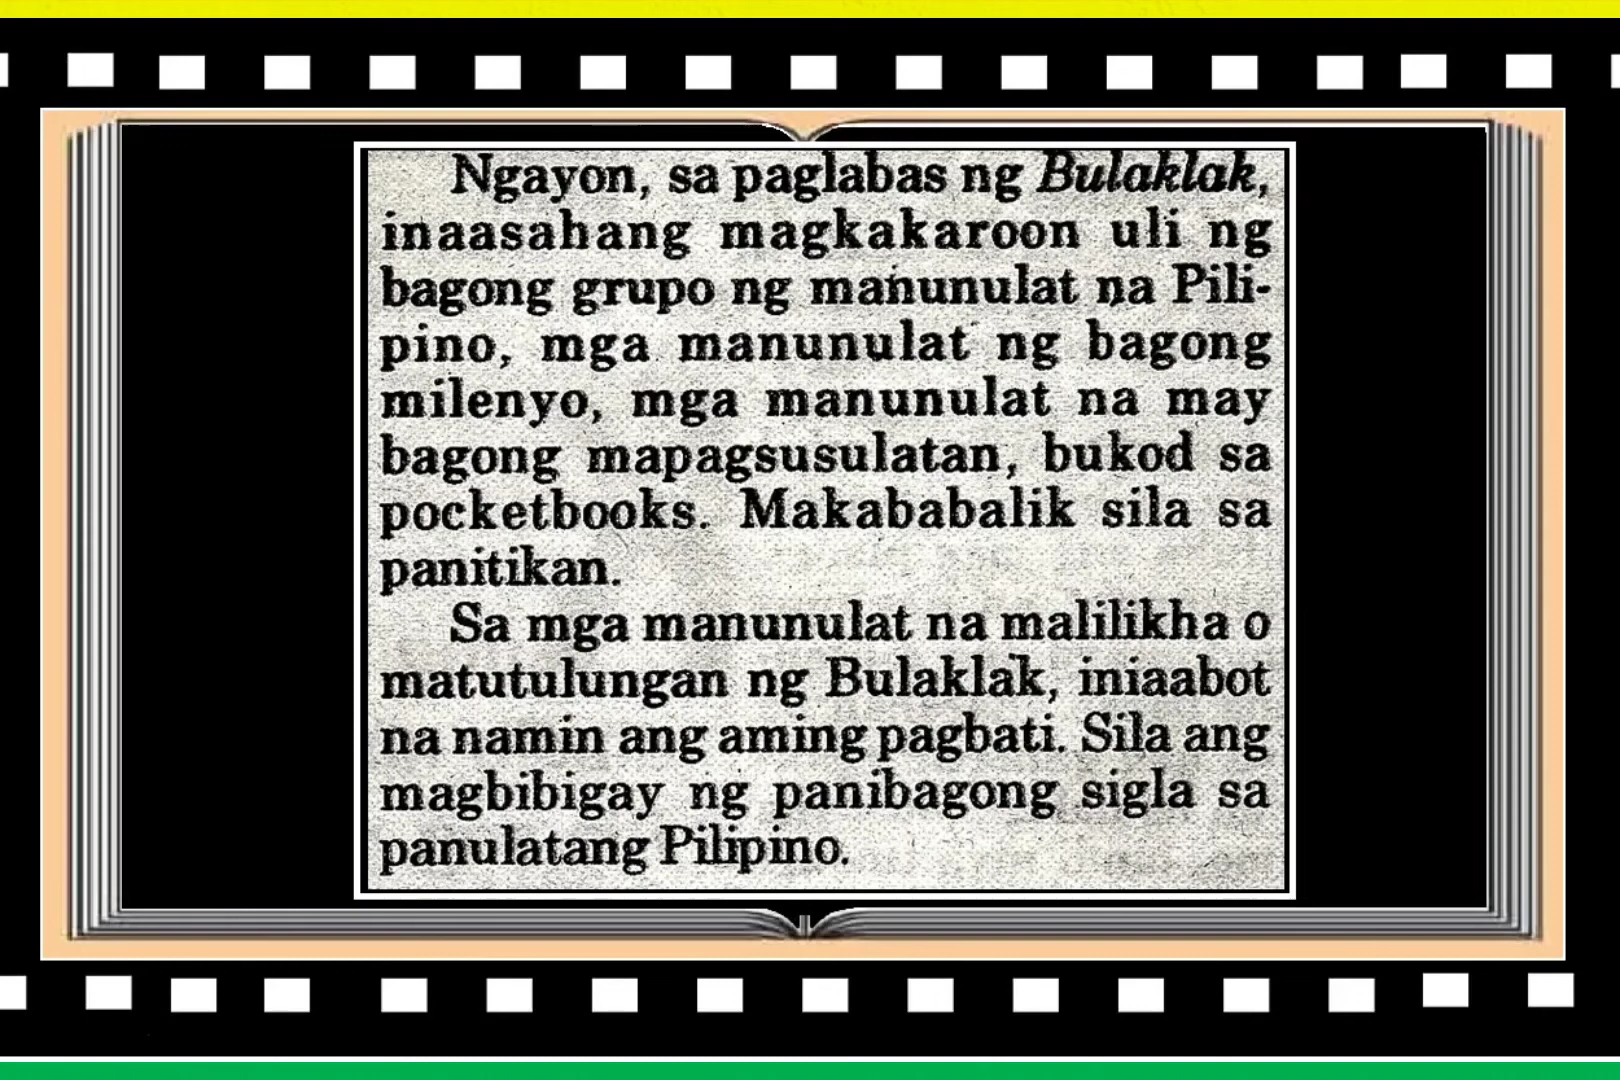 Ngayon, sa paglabas ng Bulaklak,
inaasahang magkakaroon uli ng
bagong grupo ng manunulat na Pili-
pino, mga manunulat ng bagong
milenyo, mga manunulat na may
bagong mapagsusulatan, bukod sa
pocketbooks. Makababalik sila sa
panitikan.
Sa mga manunulat na malilikha o
matutulungan ng Bulaklak, iniaabot
na namin ang aming pagbati. Sila ang
magbibigay ng panibagong sigla sa
panulatang Pilipino.